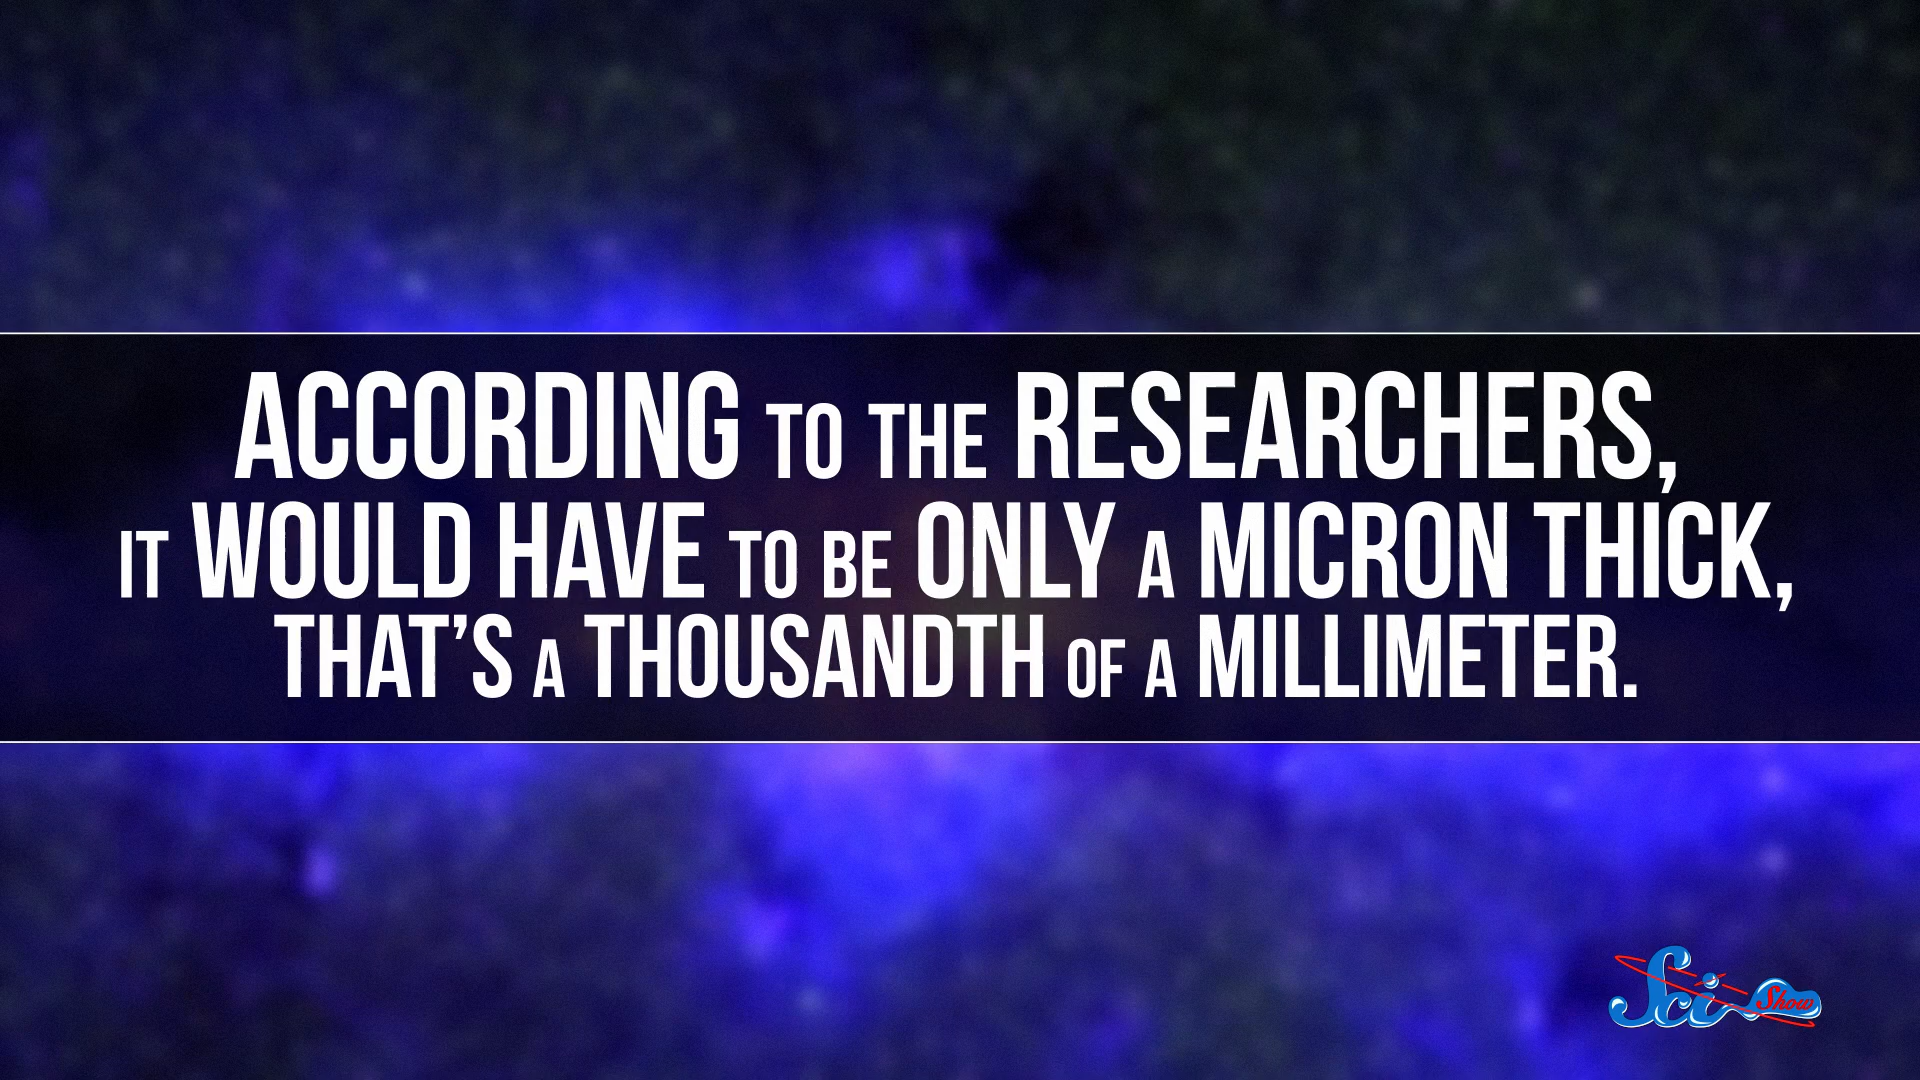 ACCORDING TO THE RESEARCHERS,
IT WOULD HAVE TO BE ONLY A MICRON THICK,
THAT'S A THOUSANDTH OF A MILLIMETER.
Sci Show